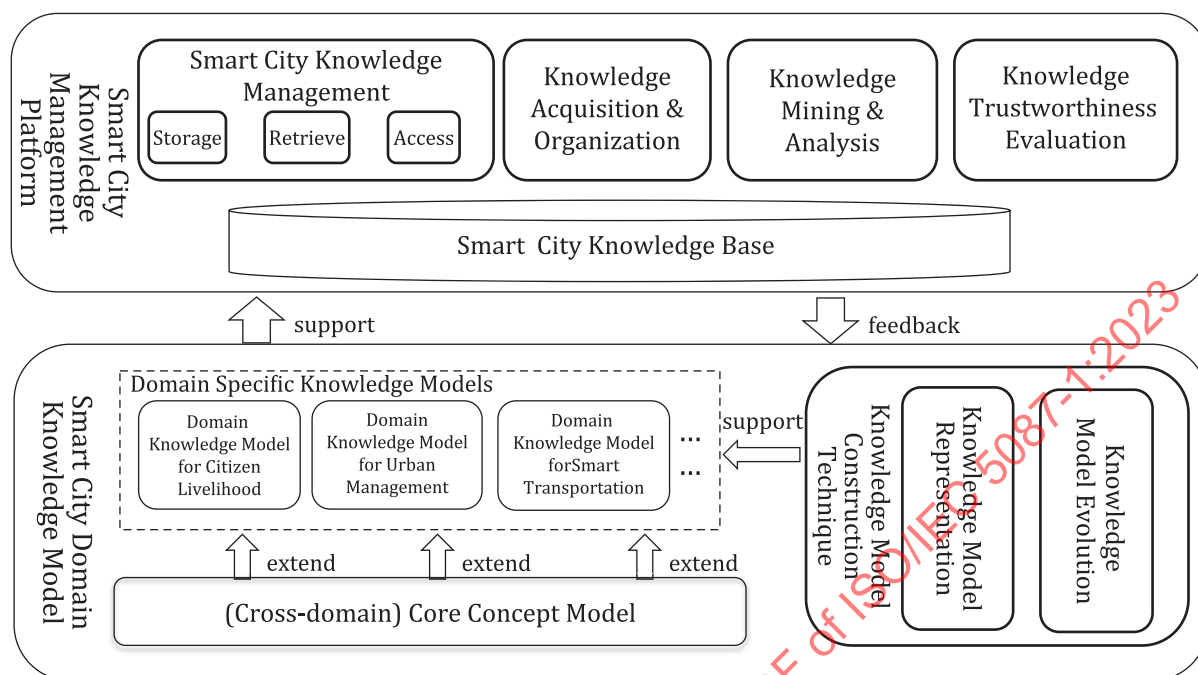 Smart City
Knowledge
Management
Platform
Smart City Knowledge
Management
Storage
Retrieve
Access
Knowledge
Acquisition &
Organization
Knowledge
Mining &
Analysis
Knowledge
Trustworthiness
Evaluation
Smart City Knowledge Base
support
feedback
Smart City Domain
Knowledge Model
Domain Specific Knowledge Models
Domain
Knowledge Model
for Citizen
Livelihood
Domain
Knowledge Model
for Urban
Management
Domain
Knowledge Model
forSmart
Transportation
...
...
support
Knowledge Model
Construction
Technique
Knowledge Model
Representation
Knowledge
Model Evolution
extend
extend
extend
(Cross-domain) Core Concept Model
of ISO/IEC 5087-1:2023